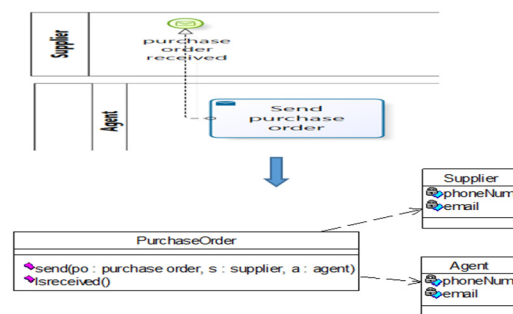 Supplier
purchase
order
received
Agent
Send
purchase
order
Supplier
phoneNum
email
PurchaseOrder
send(po : purchase order, s : supplier, a : agent)
Isreceived()
Agent
phoneNum
email